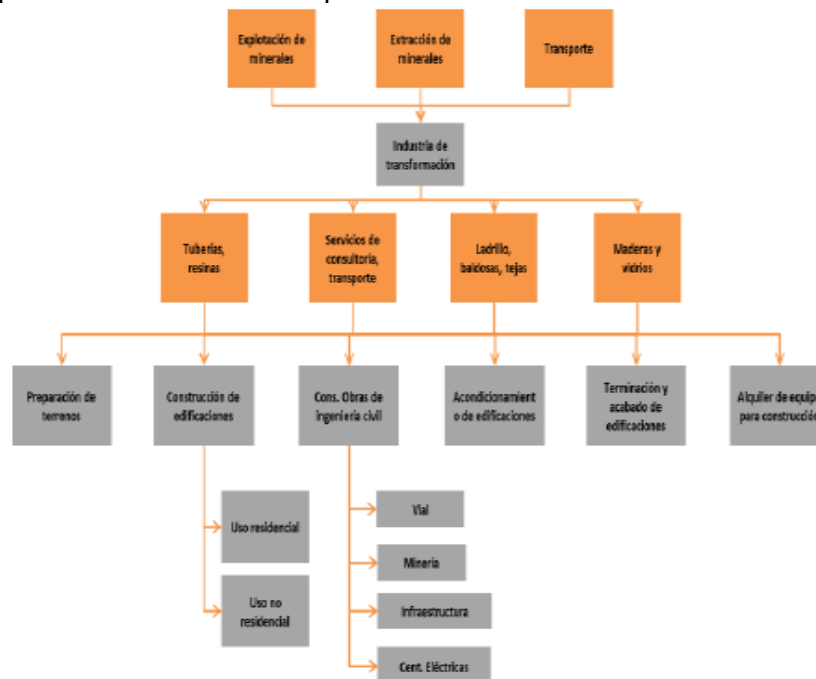 Explotación de
minerales
Extracción de
minerales
Transporte
Industria de
transformación
Tuberías,
resinas
Servicios de
consultoría,
transporte
Ladrillo,
baldosas, tejas
Maderas y
vidrios
Preparación de
terrenos
Construcción de
edificaciones
Cons. Obras de
ingeniería civil
Acondicionamient
o de edificaciones
Terminación y
acabado de
edificaciones
Alquiler de equip
para construcción
Uso residencial
Uso no
residencial
Vial
Minería
Infraestructura
Cent. Eléctricas